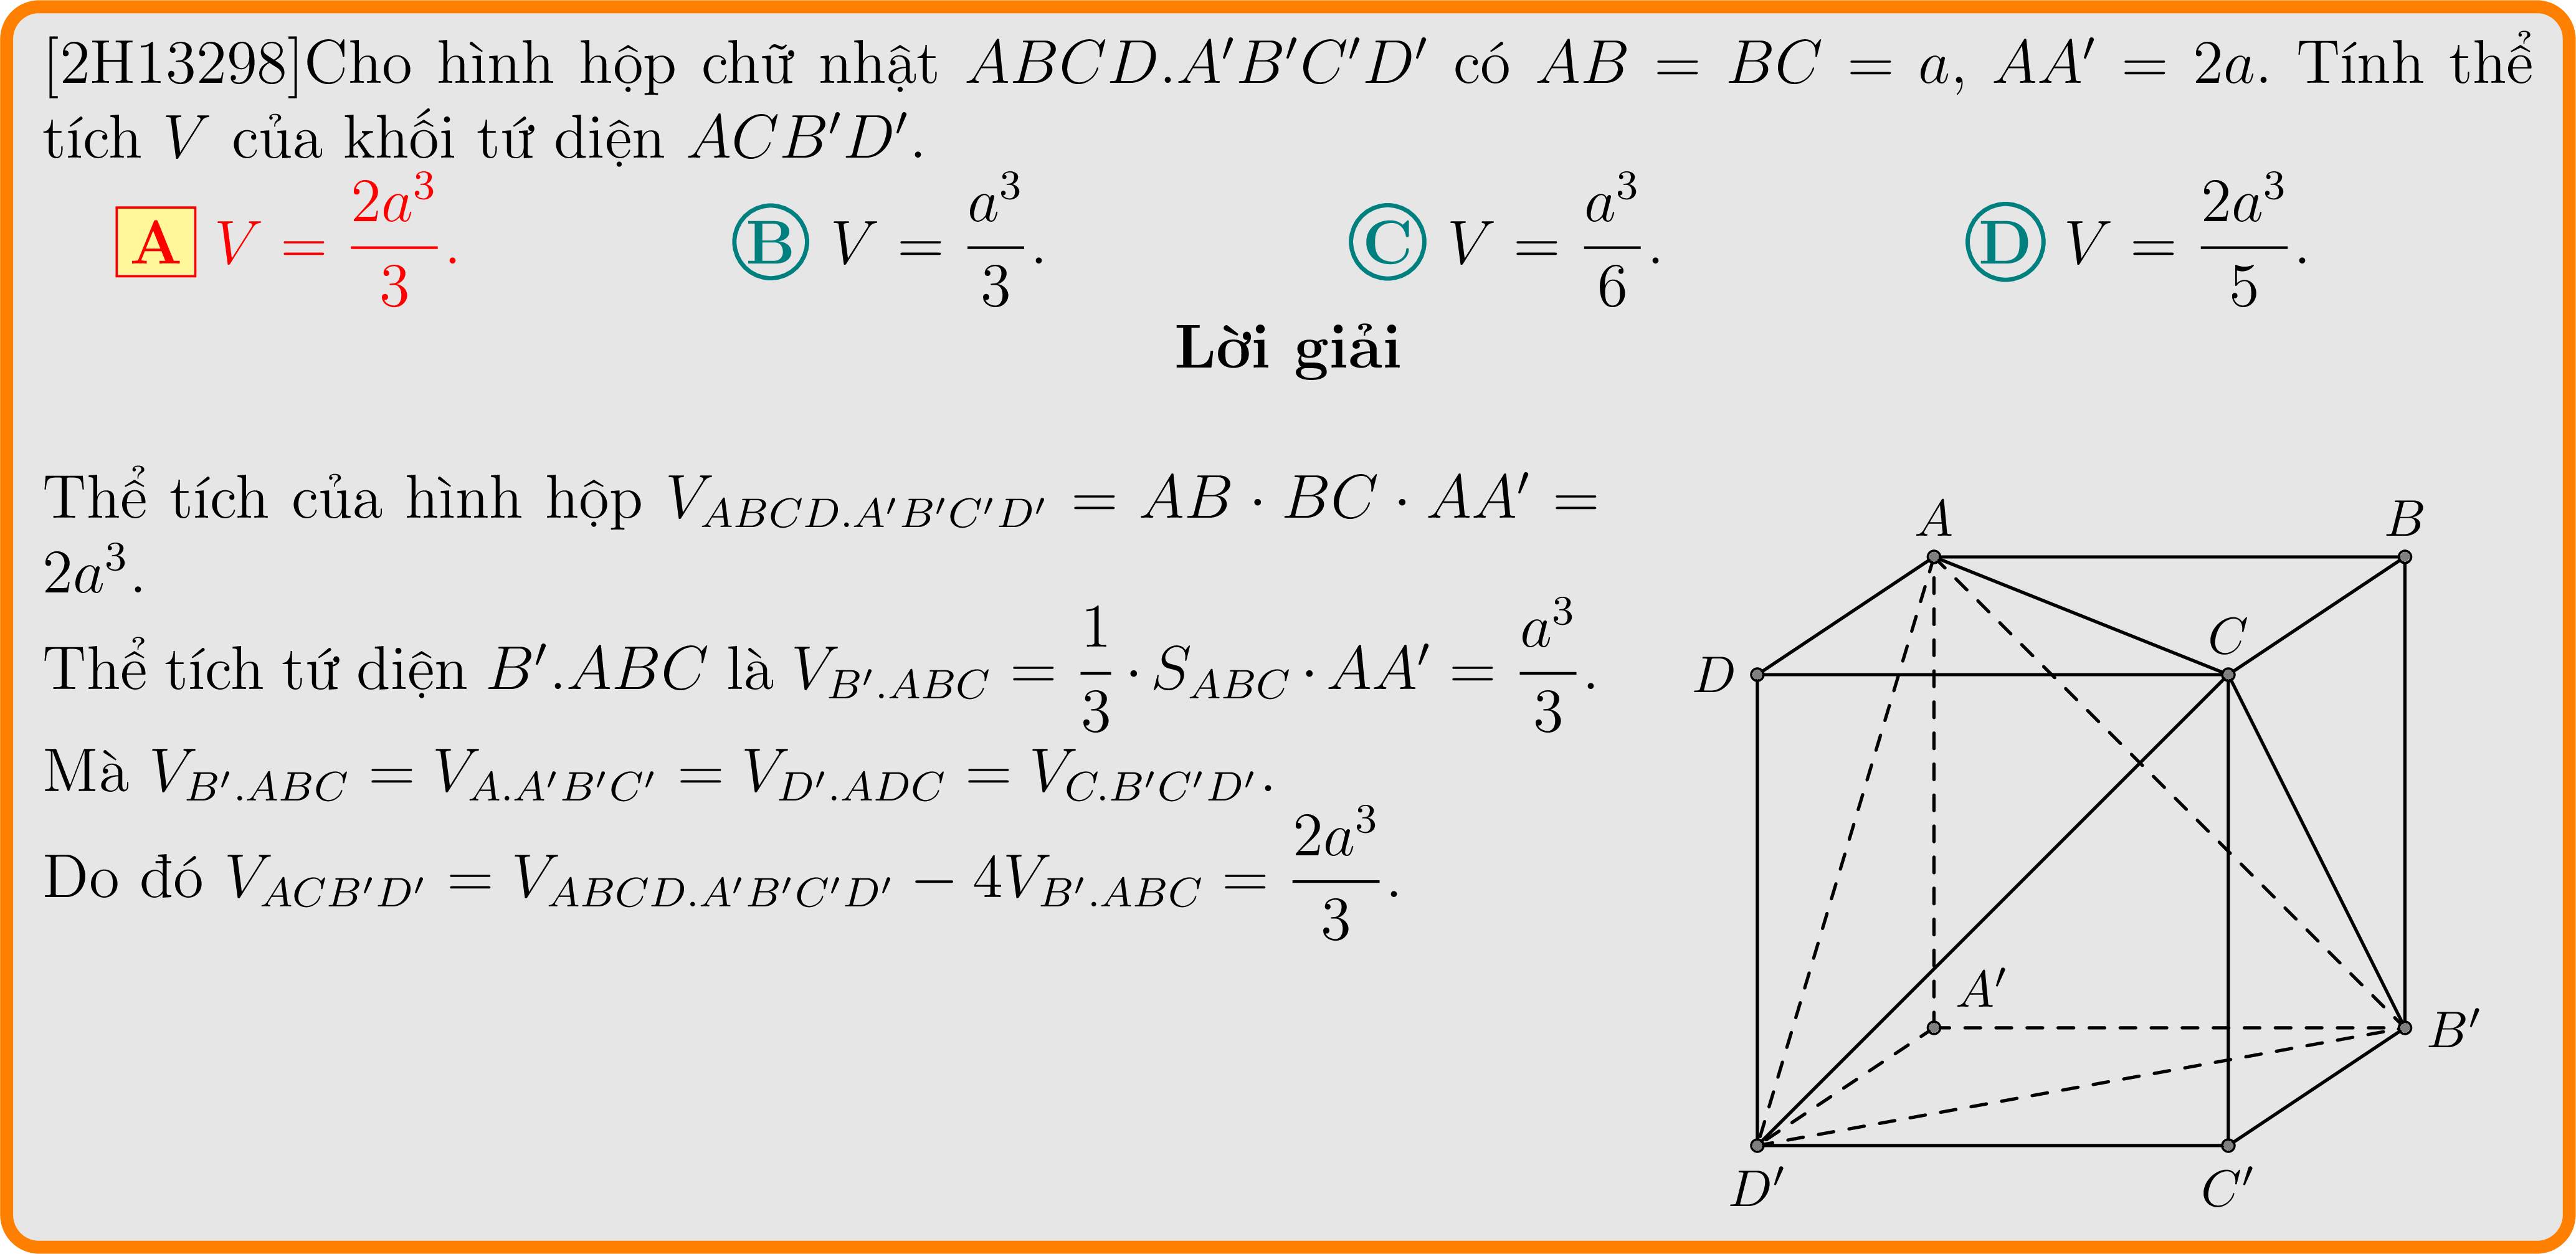 [2H13298]Cho hình hộp chữ nhật ABCD.A′B′C′D′ có AB = BC = a, AA′ = 2a. Tính thể
tích V của khối tứ diện ACB′D′.
A V = \frac{2a^3}{3}. B V = \frac{a^3}{3}. C V = \frac{a^3}{6}. D V = \frac{2a^3}{5}.
Lời giải
Thể tích của hình hộp V_{ABCD.A′B′C′D′} = AB · BC · AA′ =
2a^3.
Thể tích tứ diện B′.ABC là V_{B′.ABC} = \frac{1}{3} · S_{ABC} · AA′ = \frac{a^3}{3}.
Mà V_{B′.ABC} = V_{A.A′B′C′} = V_{D′.ADC} = V_{C.B′C′D′}.
Do đó V_{ACB′D′} = V_{ABCD.A′B′C′D′} − 4V_{B′.ABC} = \frac{2a^3}{3}.
A B
C
D
A′
B′
D′ C′